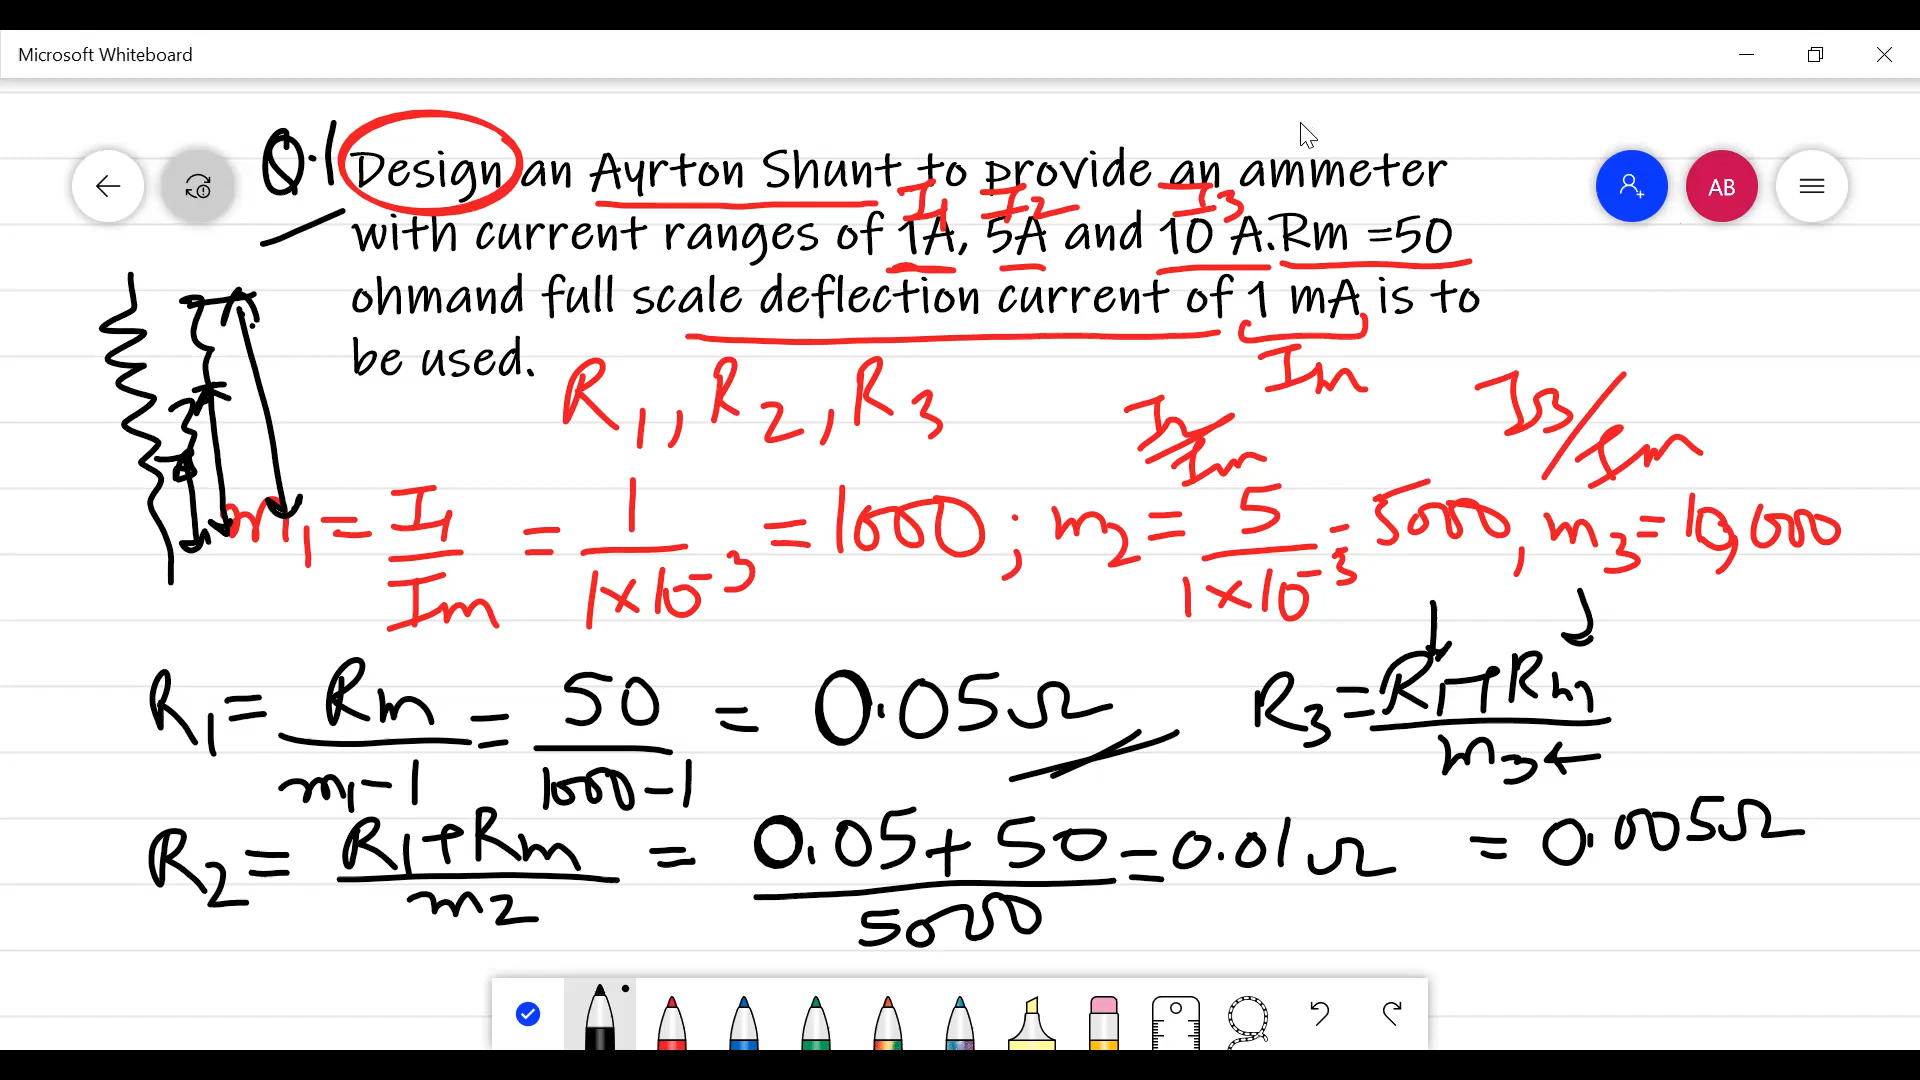 Microsoft Whiteboard
Q.1 Design an Ayrton Shunt to provide an ammeter
I1 I2 I3
with current ranges of 1A, 5A and 10 A.Rm =50
ohmand full scale deflection current of 1 mA is to
Im
be used.
R1, R2, R3
I2/Im
I3/Im
m1 = I1/Im = 1/1×10-3 = 1000 ; m2 = 5/1×10-3 = 5000, m3 = 10,000
R1 = Rm/m1-1 = 50/1000-1 = 0.05Ω
R3 = R1+Rm/m3
= 0.005Ω
R2 = R1+Rm/m2 = 0.05+50/5000 = 0.01Ω
AB